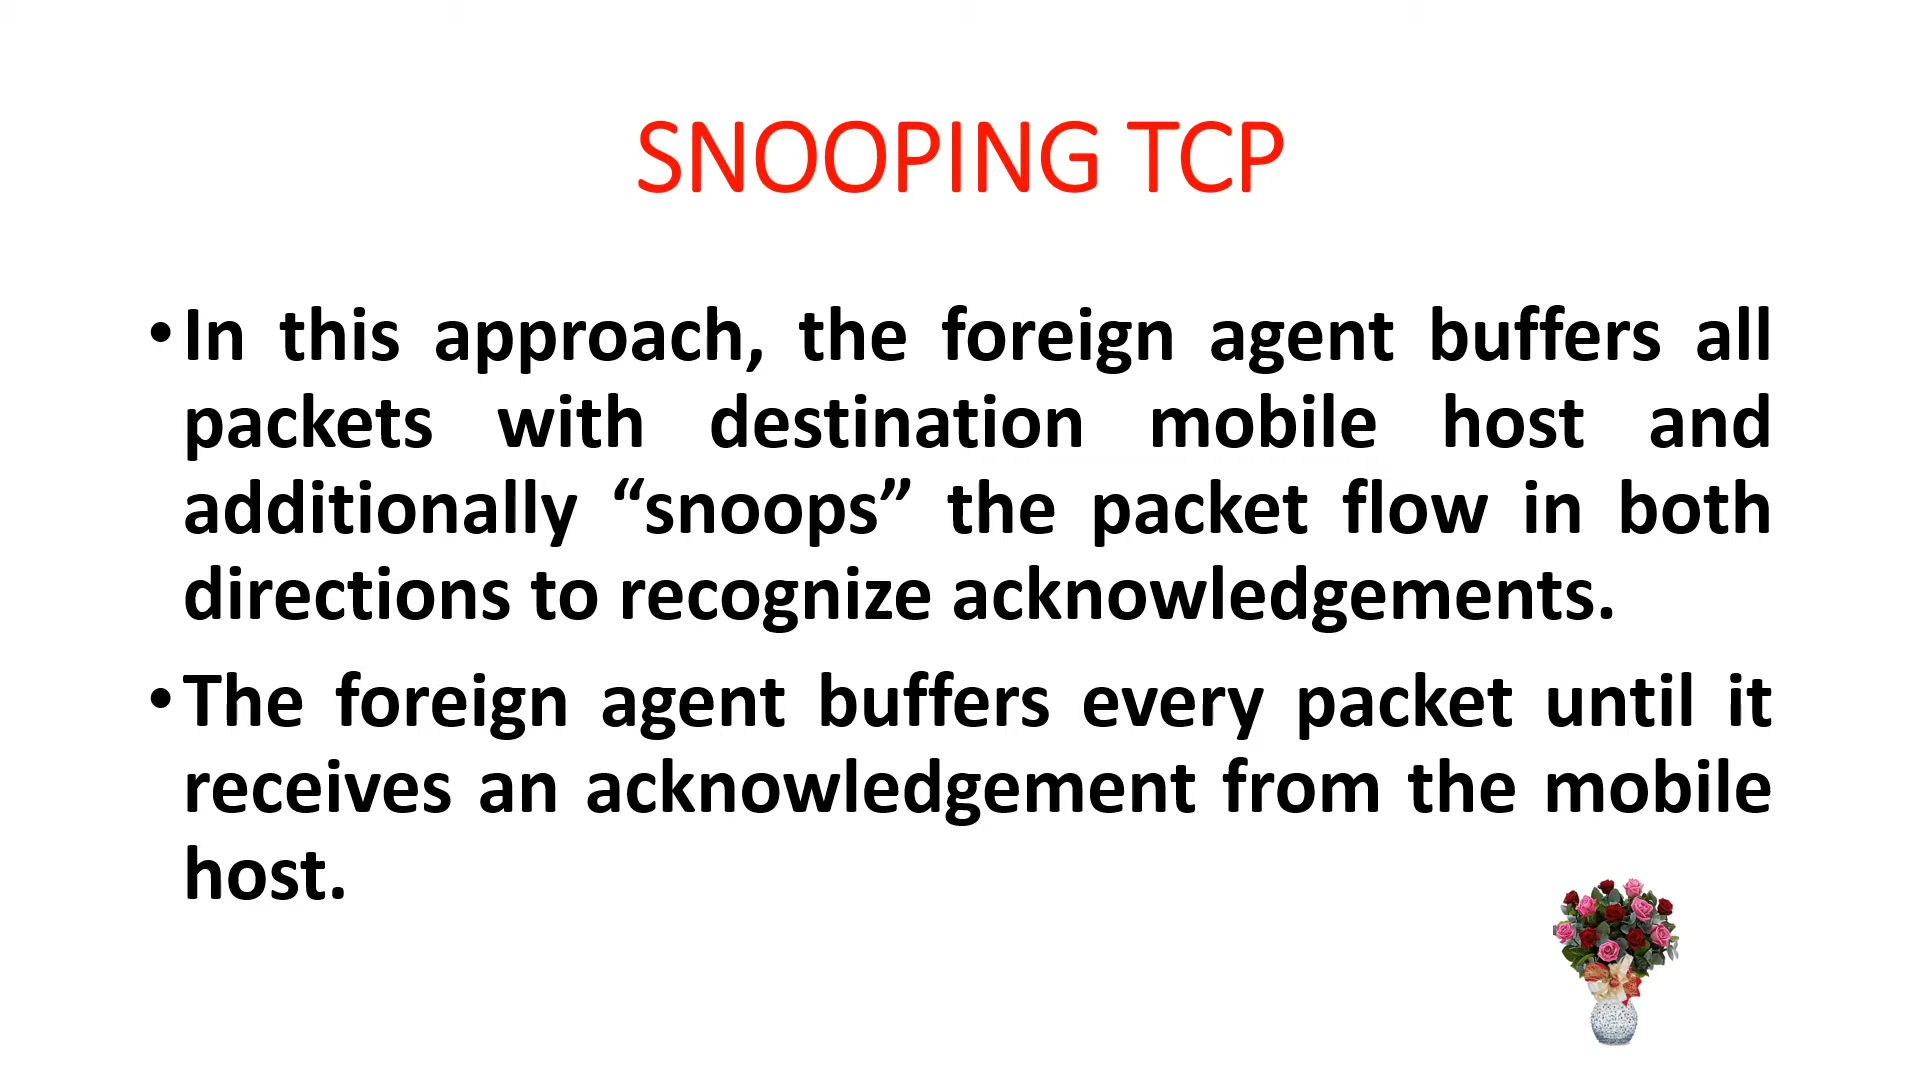 SNOOPING TCP
•In this approach, the foreign agent buffers all
packets with destination mobile host and
additionally “snoops” the packet flow in both
directions to recognize acknowledgements.
•The foreign agent buffers every packet until it
receives an acknowledgement from the mobile
host.